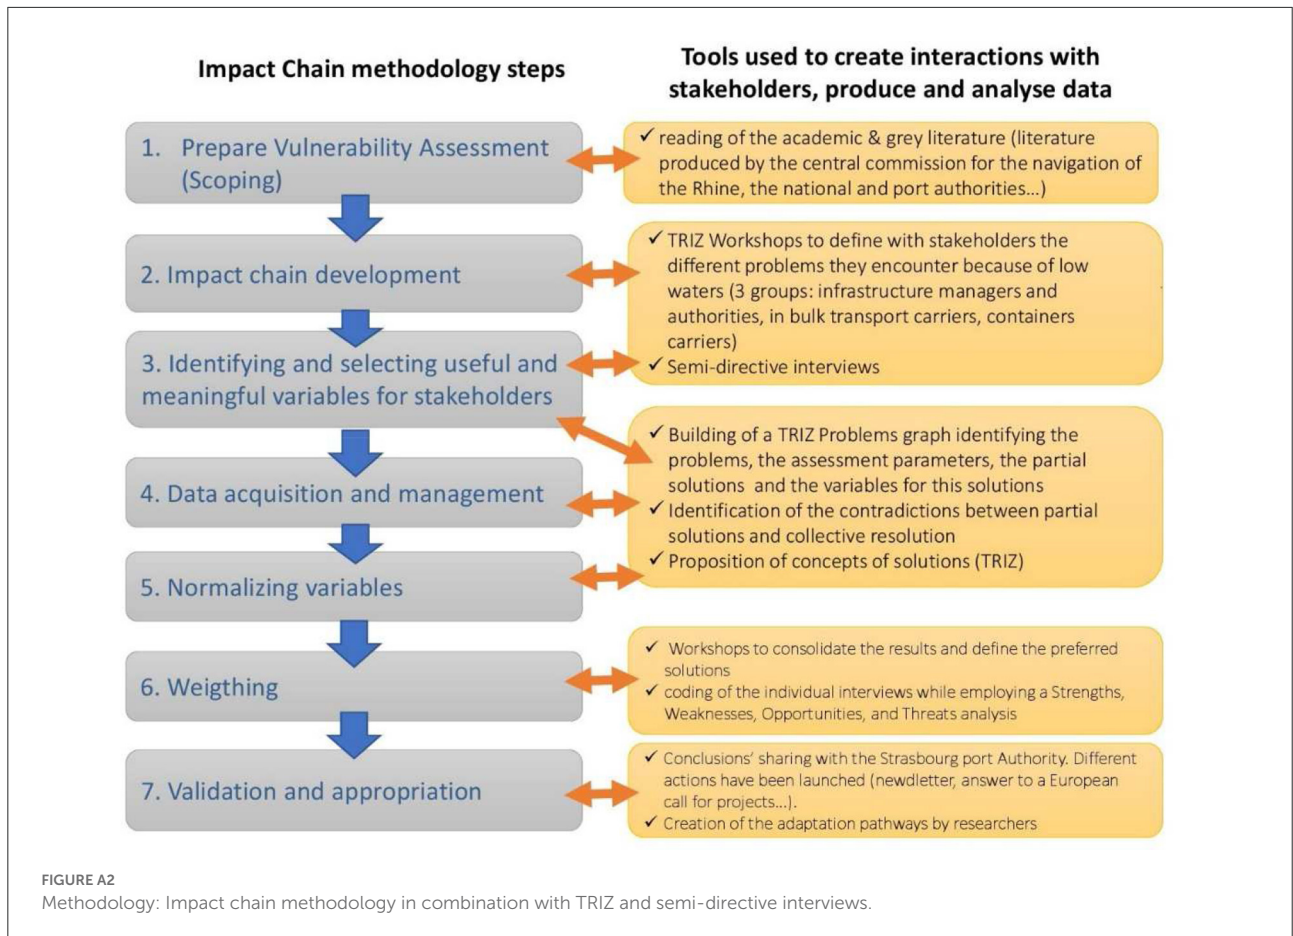 Impact Chain methodology steps
Tools used to create interactions with
stakeholders, produce and analyse data
1. Prepare Vulnerability Assessment
(Scoping)
✓ reading of the academic & grey literature (literature
produced by the central commission for the navigation of
the Rhine, the national and port authorities...)
2. Impact chain development
✓ TRIZ Workshops to define with stakeholders the
different problems they encounter because of low
waters (3 groups: infrastructure managers and
authorities, in bulk transport carriers, containers
carriers)
✓ Semi-directive interviews
3. Identifying and selecting useful and
meaningful variables for stakeholders
✓ Building of a TRIZ Problems graph identifying the
problems, the assessment parameters, the partial
solutions and the variables for this solutions
✓ Identification of the contradictions between partial
solutions and collective resolution
✓ Proposition of concepts of solutions (TRIZ)
4. Data acquisition and management
5. Normalizing variables
6. Weigthing
✓ Workshops to consolidate the results and define the preferred
solutions
✓ coding of the individual interviews while employing a Strengths,
Weaknesses, Opportunities, and Threats analysis
7. Validation and appropriation
✓ Conclusions’ sharing with the Strasbourg port Authority. Different
actions have been launched (newdletter, answer to a European
call for projects...).
✓ Creation of the adaptation pathways by researchers
FIGURE A2
Methodology: Impact chain methodology in combination with TRIZ and semi-directive interviews.